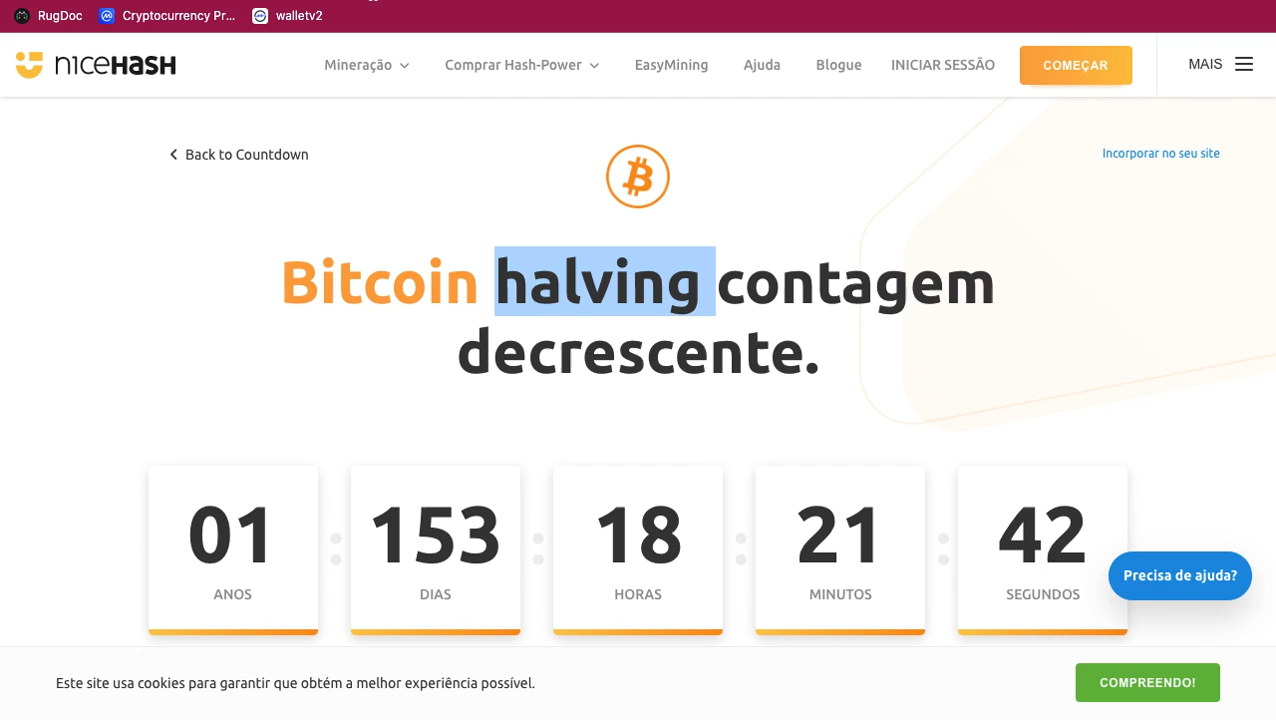 RugDoc Cryptocurrency Pr... walletv2
nıceHASH Mineração Comprar Hash-Power EasyMining Ajuda Blogue INICIAR SESSÃO COMEÇAR MAIS
Back to Countdown Incorporar no seu site
Bitcoin halving contagem
decrescente.
01 : 153 : 18 : 21 : 42
ANOS DIAS HORAS MINUTOS SEGUNDOS
Precisa de ajuda?
Este site usa cookies para garantir que obtém a melhor experiência possível. COMPREENDO!